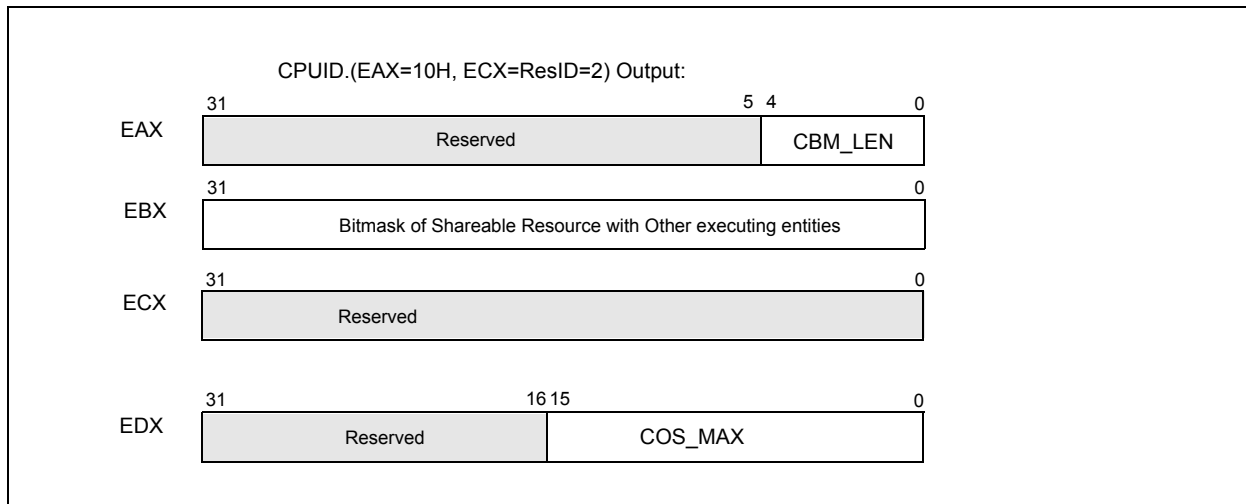 CPUID.(EAX=10H, ECX=ResID=2) Output:
31 5 4 0
EAX Reserved CBM_LEN
31 0
EBX Bitmask of Shareable Resource with Other executing entities
31 0
ECX Reserved
31 16 15 0
EDX Reserved COS_MAX